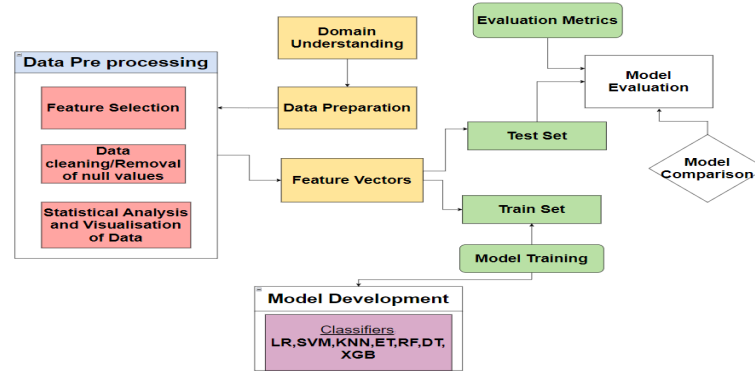 Domain
Understanding
Evaluation Metrics
Data Pre processing
Model
Evaluation
Feature Selection
Data Preparation
Test Set
Data
cleaning/Removal
of null values
Feature Vectors
Model
Comparison
Statistical Analysis
and Visualisation
of Data
Train Set
Model Training
Model Development
Classifiers
LR,SVM,KNN,ET,RF,DT,
XGB